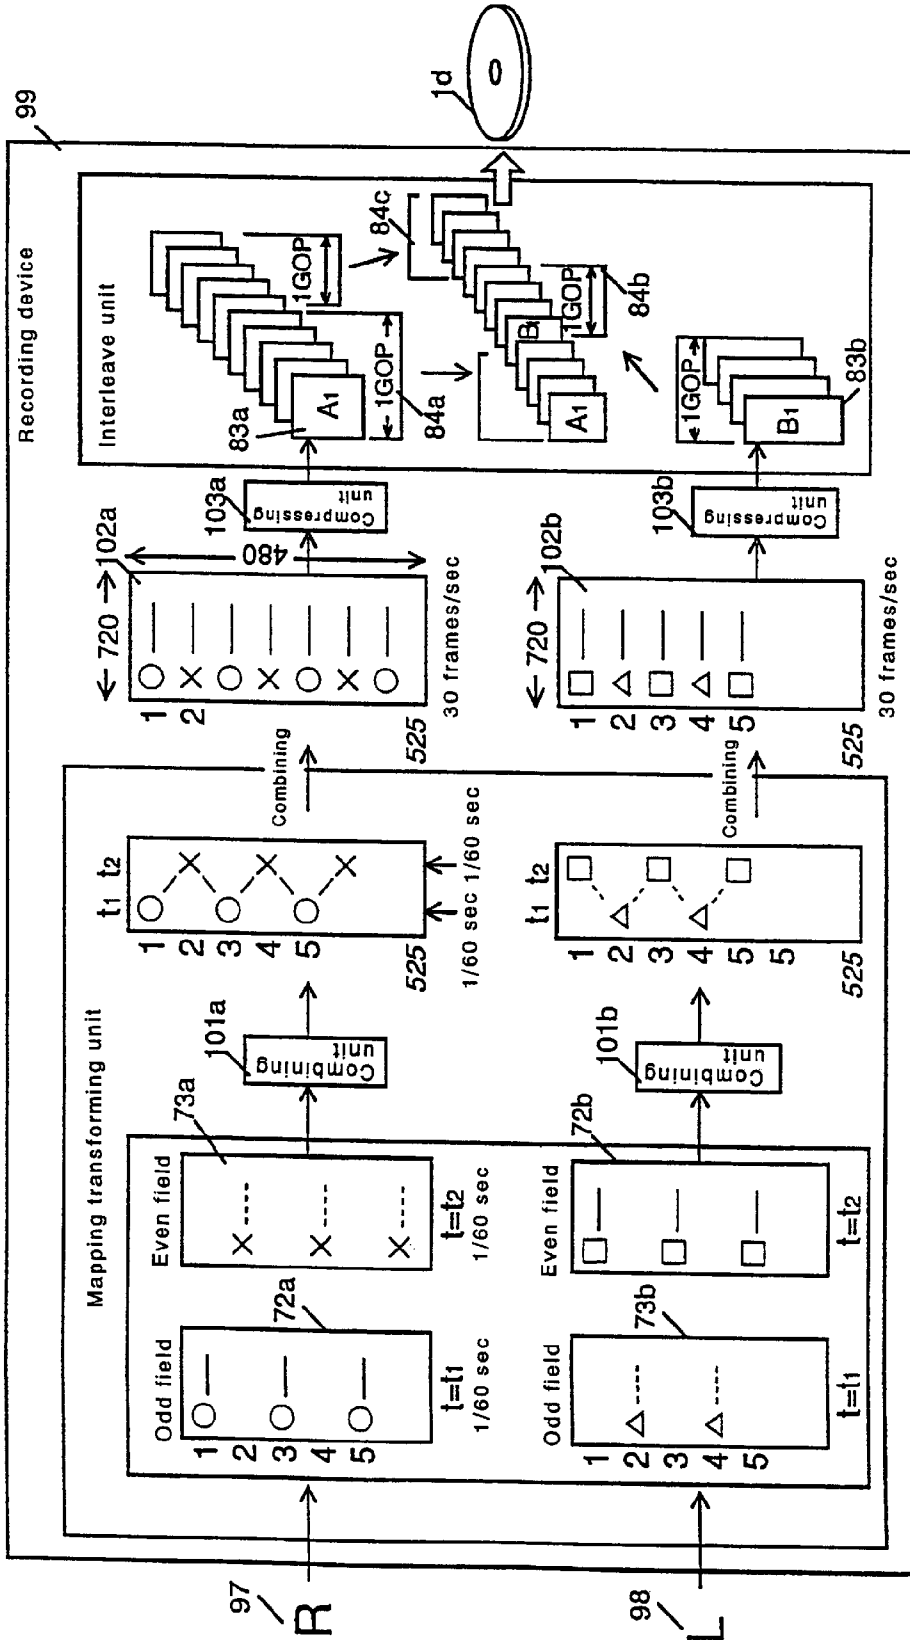 Recording device
99
Mapping transforming unit
Interleave unit
97
R
Odd field
1
2
3
4
5
72a
t=t1
1/60 sec
Even field
73a
t=t2
1/60 sec
101a
Combining
unit
t1 t2
1
2
3
4
5
525
1/60 sec 1/60 sec
Combining
720
102a
480
1
2
525
30 frames/sec
103a
Compressing
unit
83a
A1
1GOP
84a
1GOP
84c
A1
B1
1GOP
84b
1d
98
L
Odd field
1
2
3
4
5
73b
t=t1
Even field
72b
t=t2
101b
Combining
unit
t1 t2
1
2
3
4
5
5
525
Combining
720
102b
1
2
3
4
5
525
30 frames/sec
103b
Compressing
unit
1GOP
B1
83b